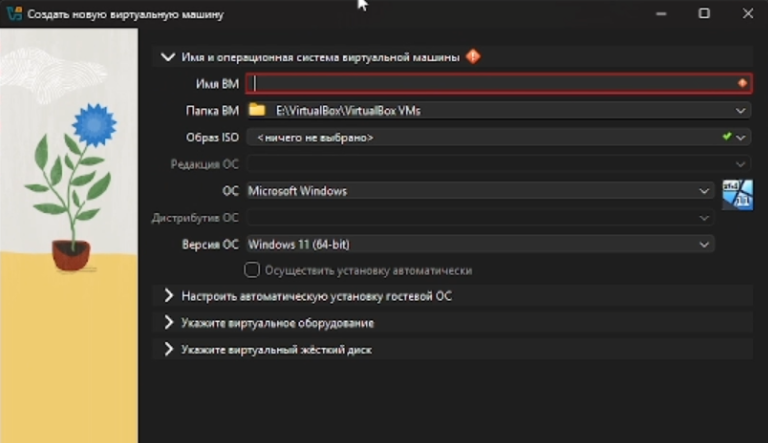 Создать новую виртуальную машину
Имя и операционная система виртуальной машины
Имя ВМ
Папка ВМ E:\VirtualBox\VirtualBox VMs
Образ ISO <ничего не выбрано>
Редакция ОС
ОС Microsoft Windows
Дистрибутив ОС
Версия ОС Windows 11 (64-bit)
Осуществить установку автоматически
Настроить автоматическую установку гостевой ОС
Укажите виртуальное оборудование
Укажите виртуальный жёсткий диск